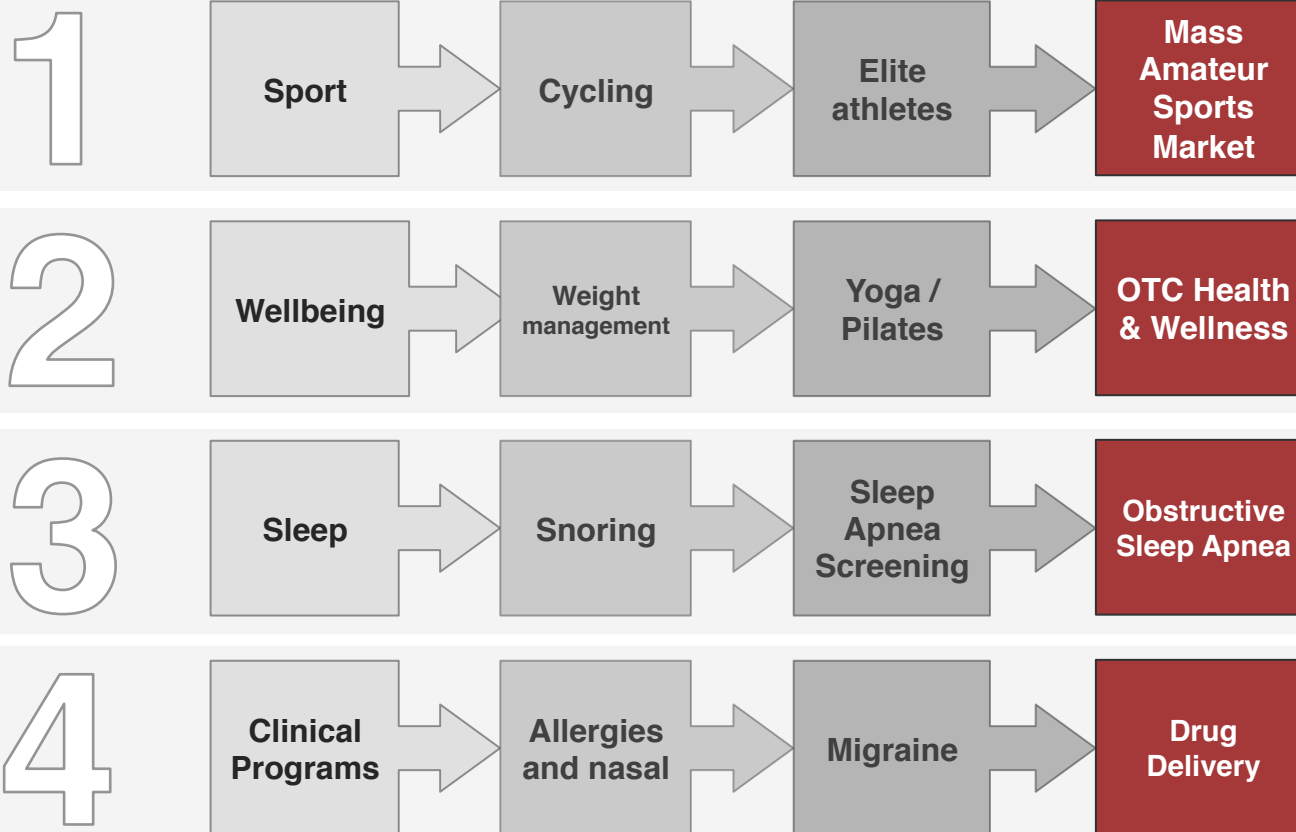 1
Sport
Cycling
Elite
athletes
Mass
Amateur
Sports
Market
2
Wellbeing
Weight
management
Yoga /
Pilates
OTC Health
& Wellness
3
Sleep
Snoring
Sleep
Apnea
Screening
Obstructive
Sleep Apnea
4
Clinical
Programs
Allergies
and nasal
Migraine
Drug
Delivery